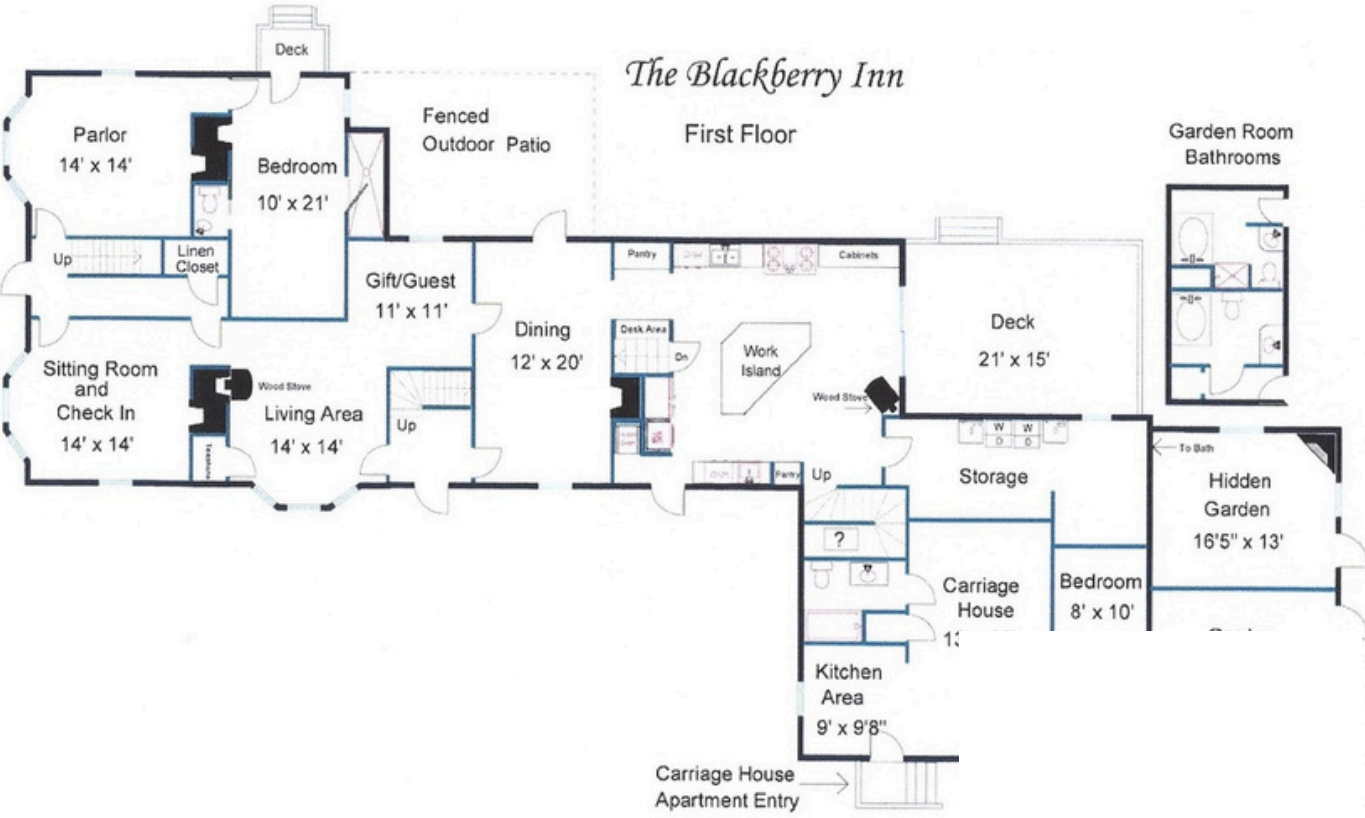 The Blackberry Inn
First Floor
Deck
Parlor
14' x 14'
Bedroom
10' x 21'
Fenced
Outdoor Patio
Garden Room
Bathrooms
Up
Linen
Closet
Gift/Guest
11' x 11'
Pantry
D/W
Cabinets
Dining
12' x 20'
Desk Area
Dn
Work
Island
Deck
21' x 15'
Sitting Room
and
Check In
14' x 14'
Wood Stove
Living Area
14' x 14'
Telephone
Up
Wood Stove
Pantry
Up
W
D
W
D
Storage
To Bath
Hidden
Garden
16'5" x 13'
?
Carriage
House
13
Bedroom
8' x 10'
Kitchen
Area
9' x 9'8"
Carriage House
Apartment Entry